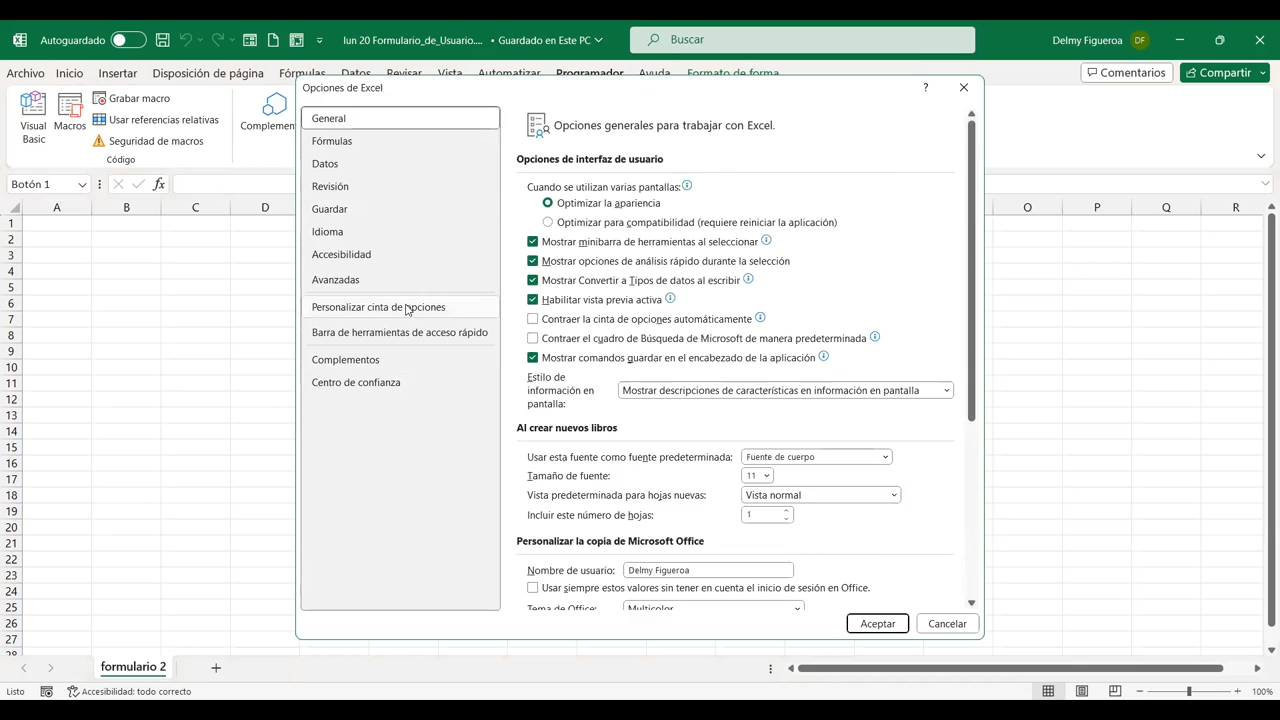 Autoguardado
lun 20 Formulario_de_Usuario.... • Guardado en Este PC
Buscar
Delmy Figueroa DF
Archivo Inicio Insertar Disposición de página Fórmulas Datos Revisar Vista Automatizar Programador Ayuda Formato de forma
Comentarios Compartir
Visual Basic
Macros
Grabar macro
Usar referencias relativas
Seguridad de macros
Código
Complemen
Botón 1
fx
A B C D O P Q R
1
2
3
4
5
6
7
8
9
10
11
12
13
14
15
16
17
18
19
20
21
22
23
24
25
26
27
28
Opciones de Excel
?
General
Fórmulas
Datos
Revisión
Guardar
Idioma
Accesibilidad
Avanzadas
Personalizar cinta de opciones
Barra de herramientas de acceso rápido
Complementos
Centro de confianza
Opciones generales para trabajar con Excel.
Opciones de interfaz de usuario
Cuando se utilizan varias pantallas:
Optimizar la apariencia
Optimizar para compatibilidad (requiere reiniciar la aplicación)
Mostrar minibarra de herramientas al seleccionar
Mostrar opciones de análisis rápido durante la selección
Mostrar Convertir a Tipos de datos al escribir
Habilitar vista previa activa
Contraer la cinta de opciones automáticamente
Contraer el cuadro de Búsqueda de Microsoft de manera predeterminada
Mostrar comandos guardar en el encabezado de la aplicación
Estilo de
información en
pantalla:
Mostrar descripciones de características en información en pantalla
Al crear nuevos libros
Usar esta fuente como fuente predeterminada: Fuente de cuerpo
Tamaño de fuente: 11
Vista predeterminada para hojas nuevas: Vista normal
Incluir este número de hojas: 1
Personalizar la copia de Microsoft Office
Nombre de usuario: Delmy Figueroa
Usar siempre estos valores sin tener en cuenta el inicio de sesión en Office.
Tema de Office: Multicolor
Aceptar Cancelar
formulario 2
Listo
Accesibilidad: todo correcto
100%